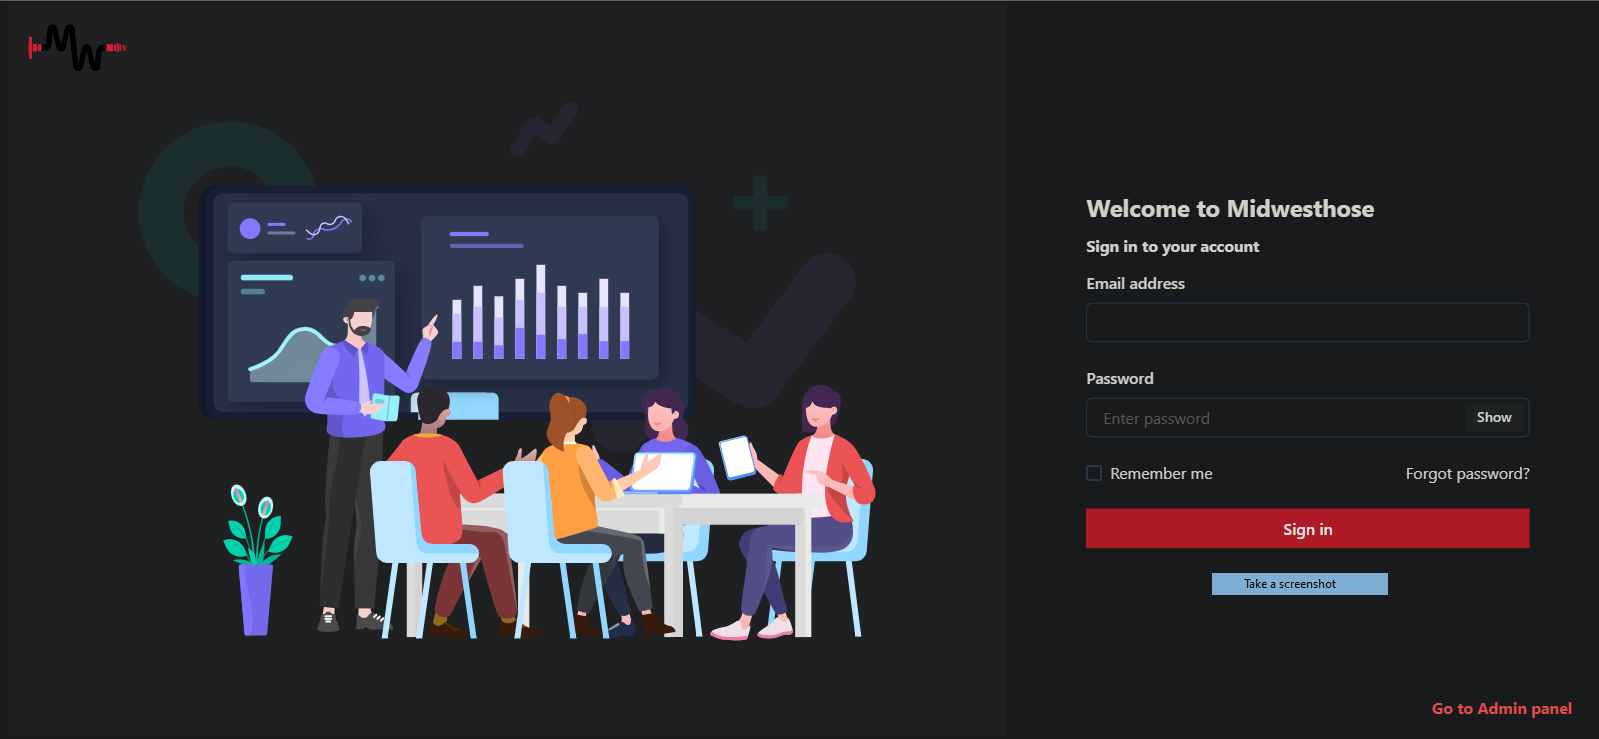 MW
Welcome to Midwesthose
Sign in to your account
Email address
Password
Enter password
Show
Remember me
Forgot password?
Sign in
Take a screenshot
Go to Admin panel